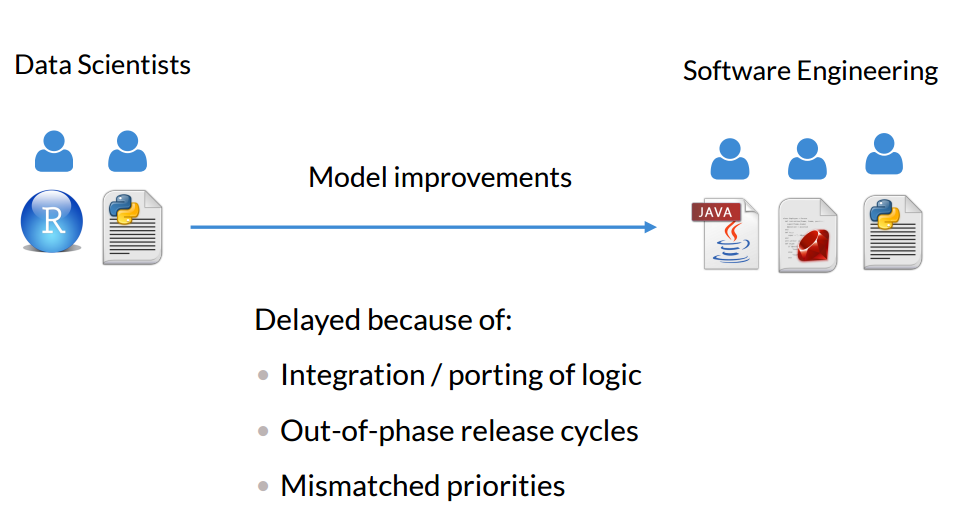 Data Scientists
Software Engineering
Model improvements
R
JAVA
Delayed because of:
Integration / porting of logic
Out-of-phase release cycles
Mismatched priorities